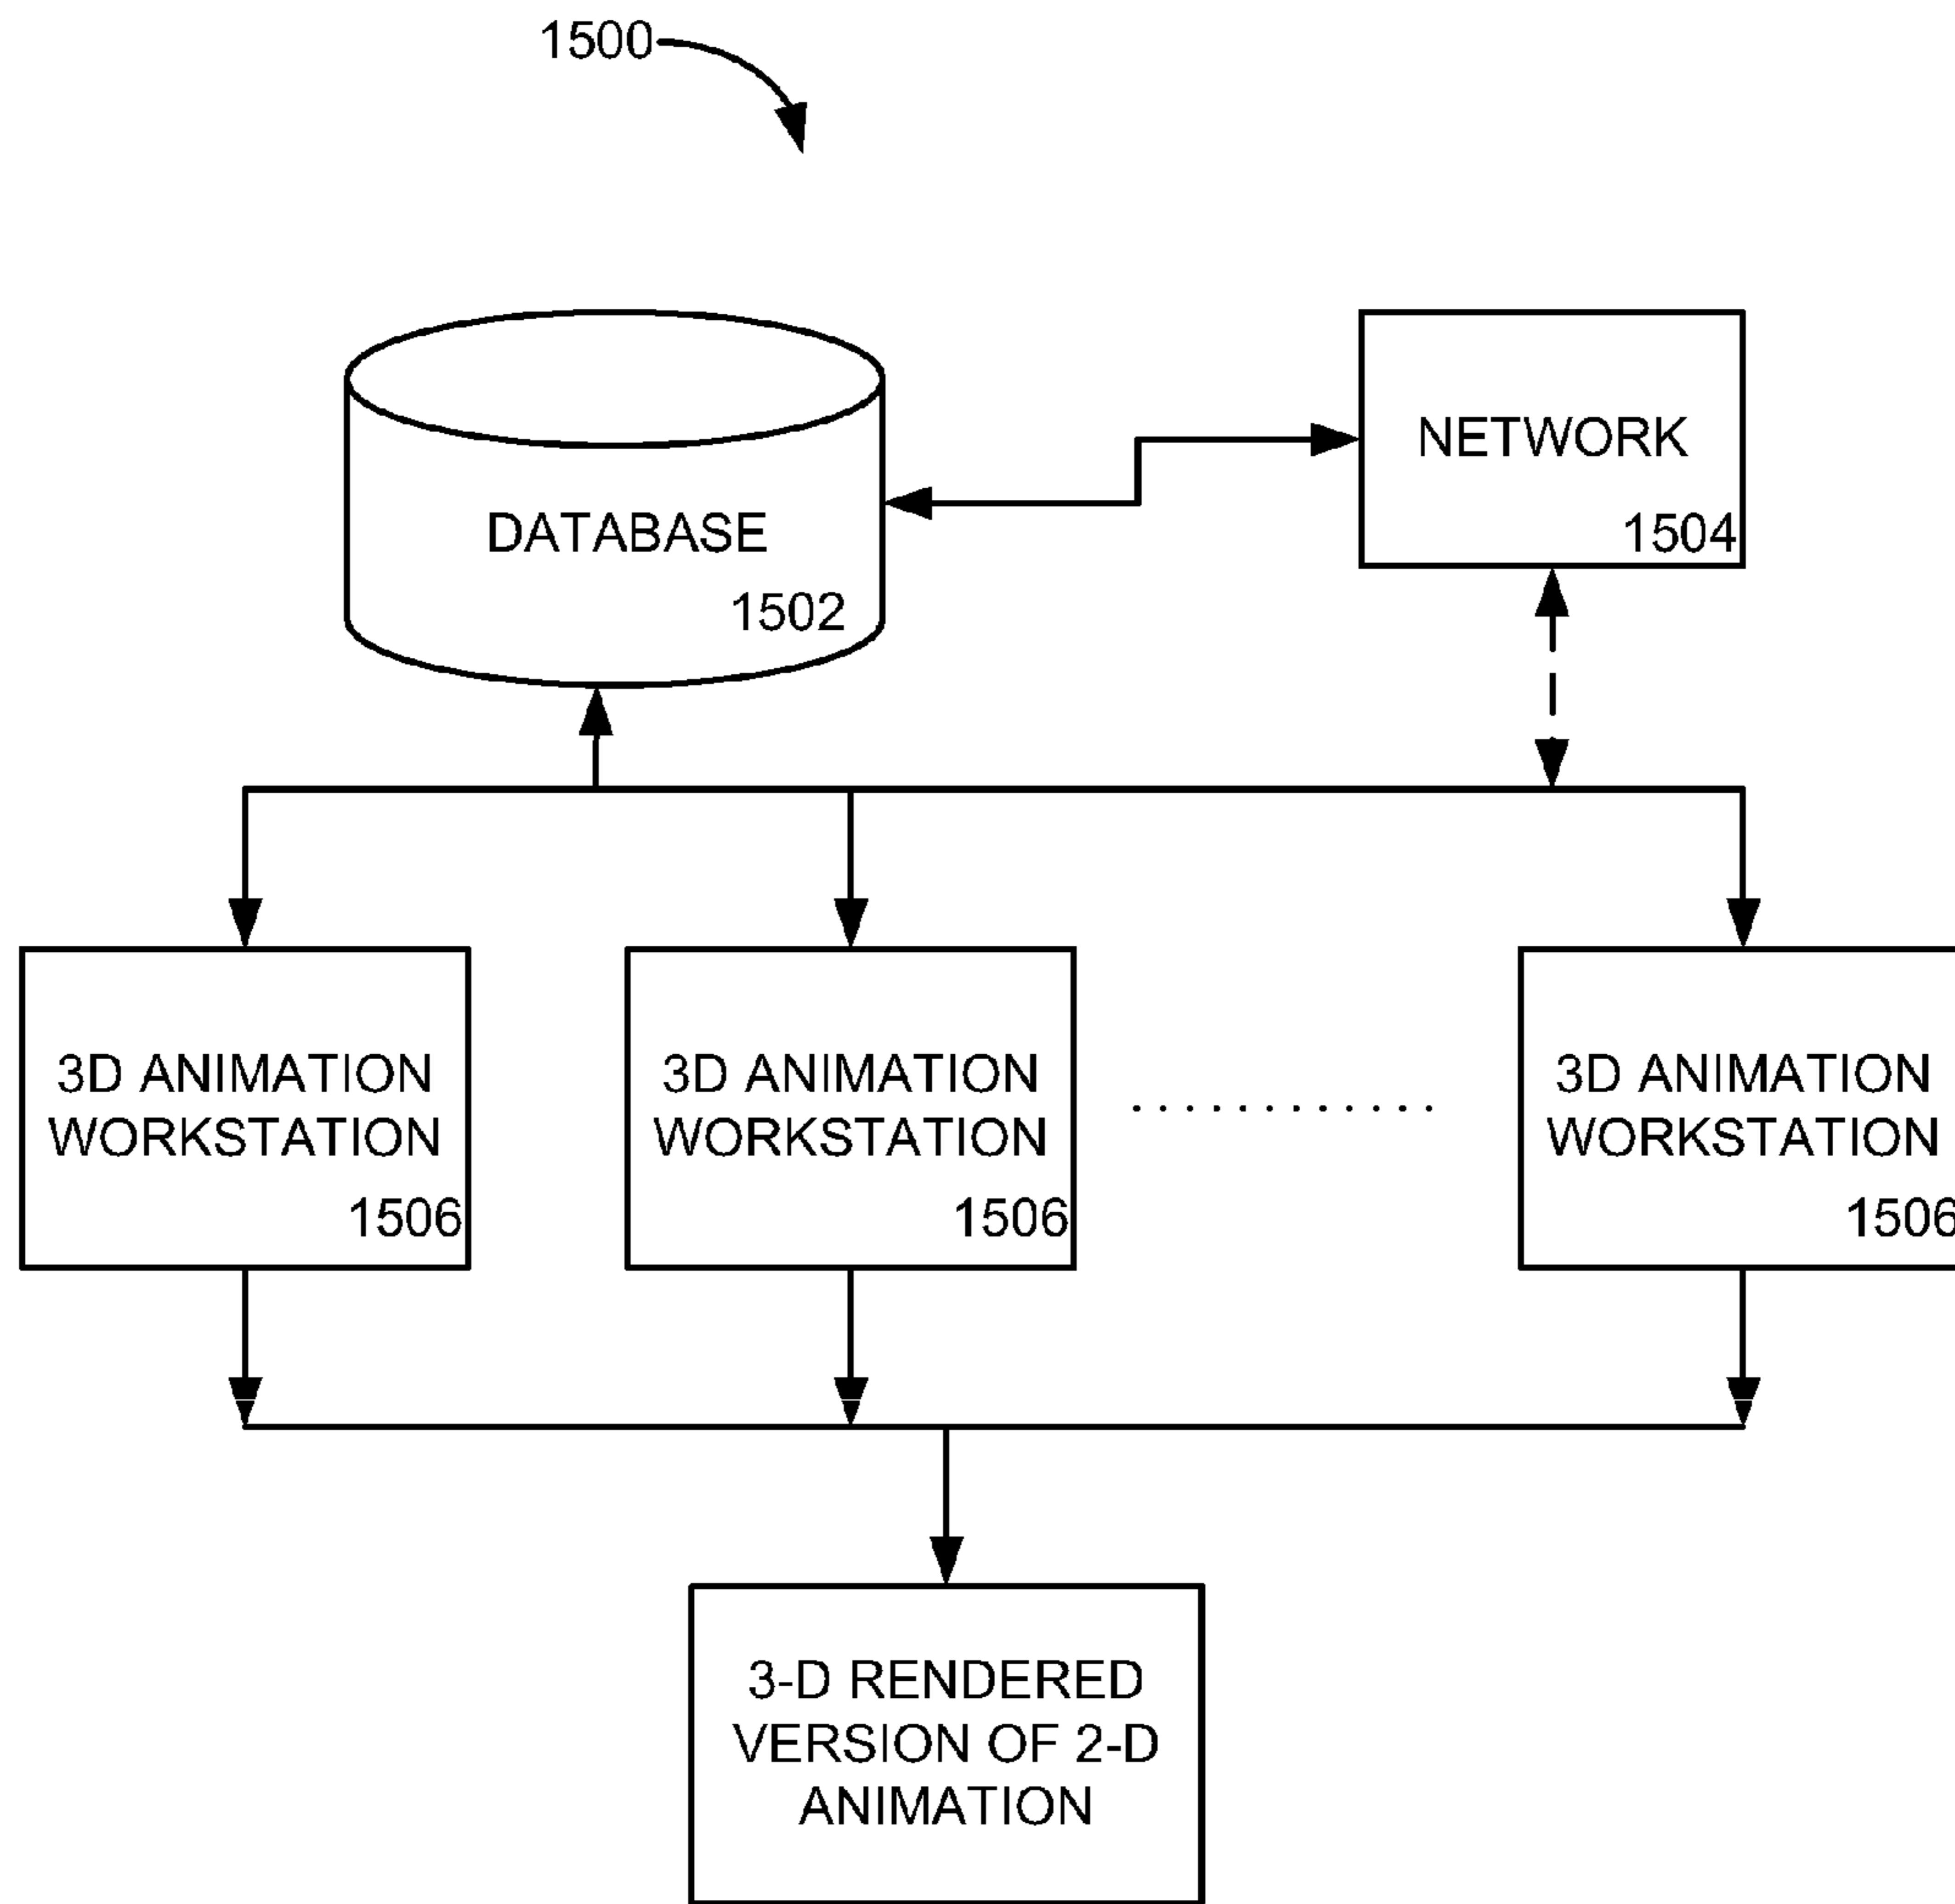 1500
NETWORK
1504
DATABASE
1502
3D ANIMATION
WORKSTATION
1506
3D ANIMATION
WORKSTATION
1506
3D ANIMATION
WORKSTATION
1506
3-D RENDERED
VERSION OF 2-D
ANIMATION